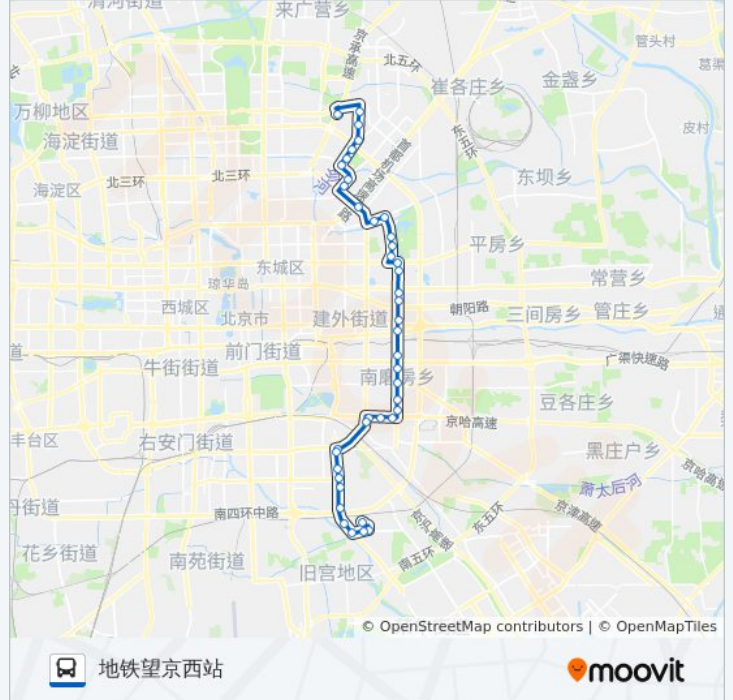 清河街道
来广营乡
京承高速
北五环
管头村
崔各庄乡
金盏乡
万柳地区
海淀街道
皮村
东五环
首都机场高速
北三环
北三环
海淀区
东坝乡
路
平房乡
东城区
琼华岛
常营乡
西城区
北京市
建外街道
朝阳路
三间房乡
管庄乡
道
前门街道
牛街街道
广渠快速路
南磨房乡
豆各庄乡
京哈高速
丰台区
右安门街道
黑庄户乡
京哈高速
萧太后河
南四环中路
东五环
京津高速
花乡街道
南苑街道
南五环
旧宫地区
© OpenStreetMap contributors | © OpenMapTiles
地铁望京西站
moovit